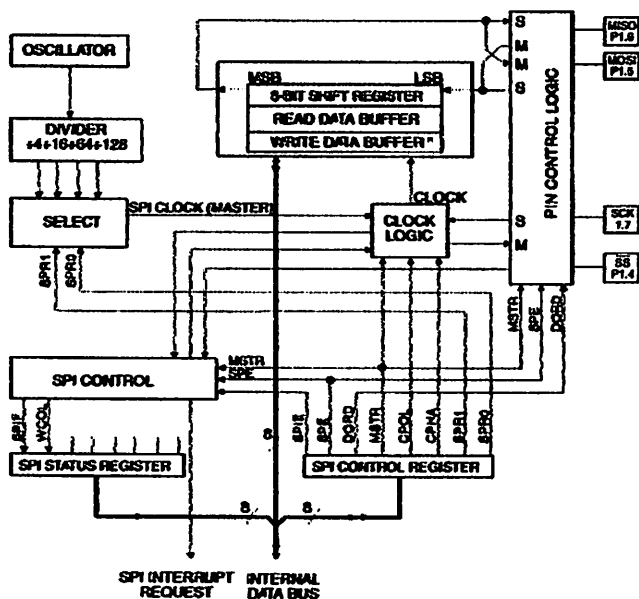 OSCILLATOR
DIVIDER
÷4÷16÷64÷128
SELECT
SPI CLOCK (MASTER)
SPR1
SPR0
MSB
LSB
8-BIT SHIFT REGISTER
READ DATA BUFFER
WRITE DATA BUFFER*
CLOCK
CLOCK LOGIC
S
M
M
S
S
M
PIN CONTROL LOGIC
MISO
P1.6
MOSI
P1.5
SCK
1.7
SS
P1.4
MSTR
SPE
DORD
SPI CONTROL
MSTR
SPE
SPIF
WCOL
SPI STATUS REGISTER
8
SPIE
SPE
DORD
MSTR
CPOL
CPHA
SPR1
SPR0
SPI CONTROL REGISTER
8
8
SPI INTERRUPT
REQUEST
INTERNAL
DATA BUS